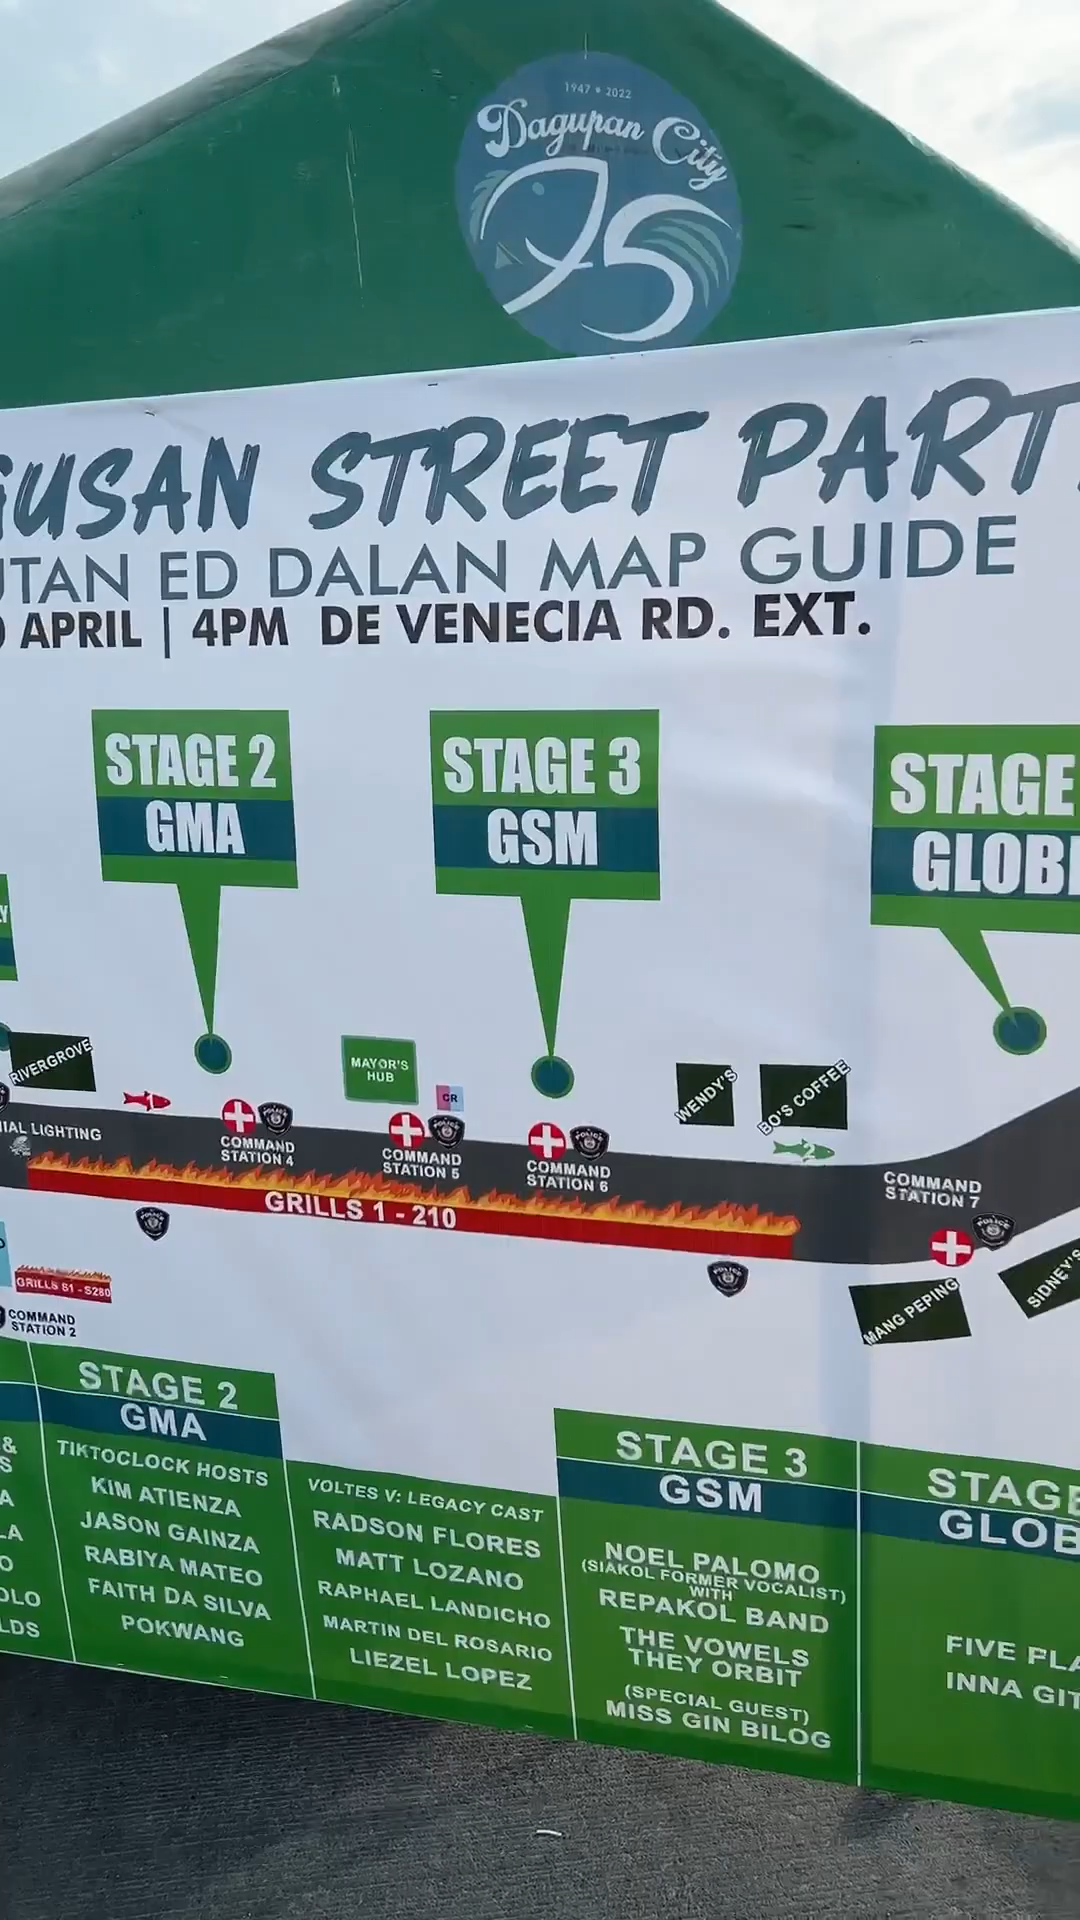 1947 2022
Dagupan City
75
GUSAN STREET PART
UTAN ED DALAN MAP GUIDE
APRIL | 4PM DE VENECIA RD. EXT.
STAGE 2
GMA
STAGE 3
GSM
STAGE
GLOB
RIVERGROVE
1
MAYOR'S
HUB
CR
WENDY'S
BO'S COFFEE
2
IAL LIGHTING
COMMAND
STATION 4
COMMAND
STATION 5
COMMAND
STATION 6
COMMAND
STATION 7
POLICE
GRILLS 1 - 210
GRILLS S1 - S280
COMMAND
STATION 2
MANG PEPING
SIDNEY'S
STAGE 2
GMA
TIKTOCLOCK HOSTS
KIM ATIENZA
JASON GAINZA
RABIYA MATEO
FAITH DA SILVA
POKWANG
VOLTES V: LEGACY CAST
RADSON FLORES
MATT LOZANO
RAPHAEL LANDICHO
MARTIN DEL ROSARIO
LIEZEL LOPEZ
STAGE 3
GSM
NOEL PALOMO
(SIAKOL FORMER VOCALIST)
WITH
REPAKOL BAND
THE VOWELS
THEY ORBIT
(SPECIAL GUEST)
MISS GIN BILOG
STAGE
GLOB
FIVE PLA
INNA GIT